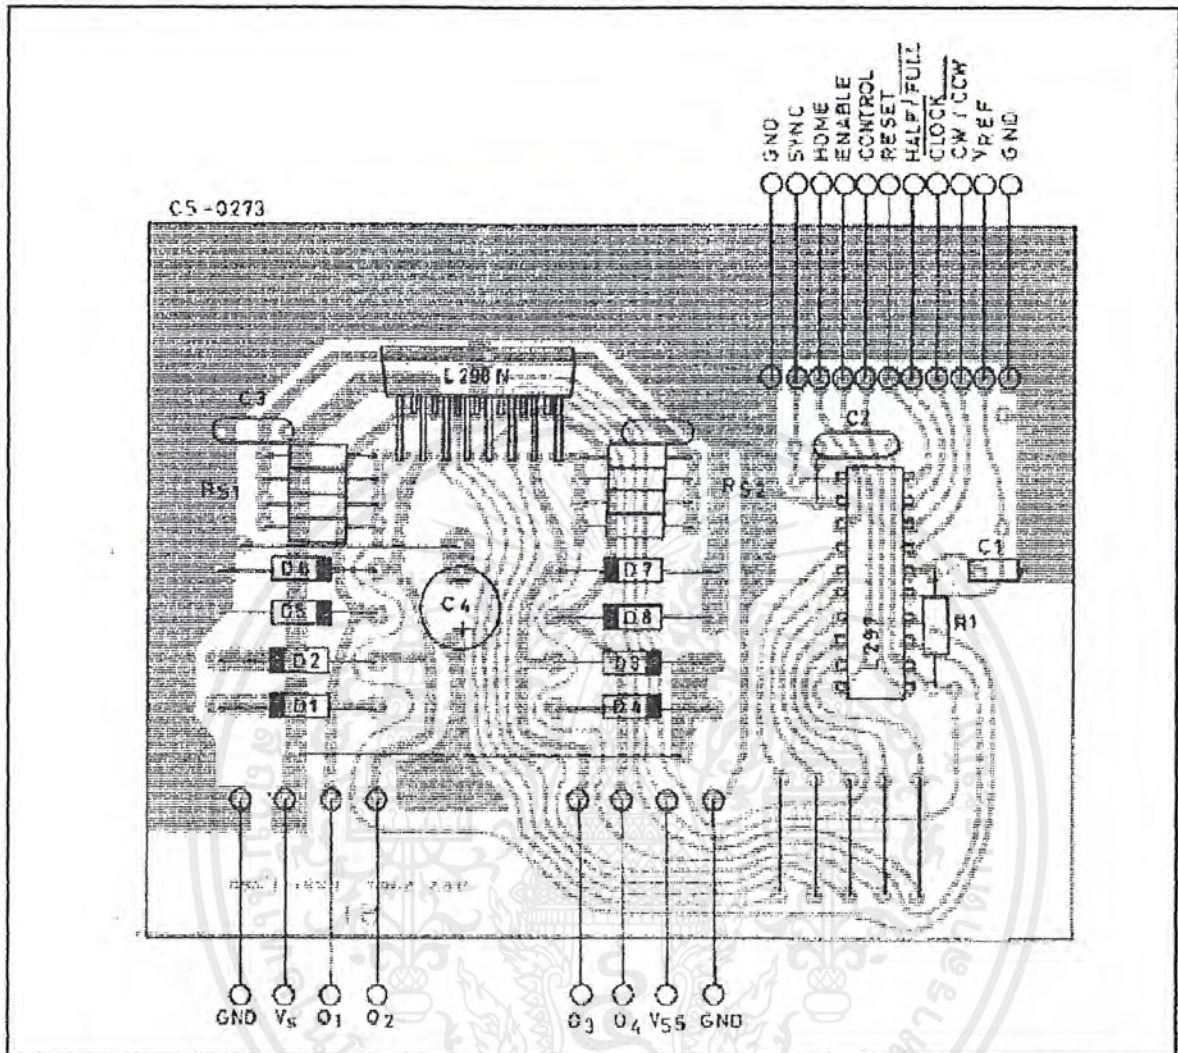 GND
SYNC
HOME
ENABLE
CONTROL
RESET
HALF/FULL
CLOCK
CW/CCW
VREF
GND
CS-0273
L298N
C3
C2
RS1
RS2
C1
D6
D7
D5
C4
D8
R1
L297
D2
D3
D1
D4
GND VS O1 O2
O3 O4 VSS GND